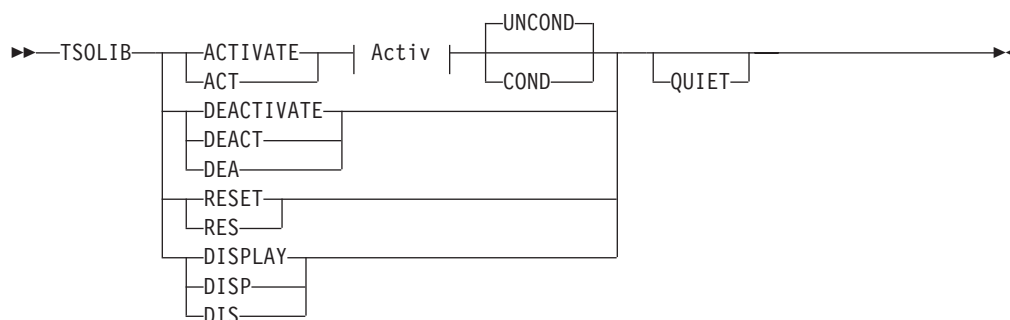 UNCOND
TSOLIB ACTIVATE Activ COND QUIET
ACT
DEACTIVATE
DEACT
DEA
RESET
RES
DISPLAY
DISP
DIS